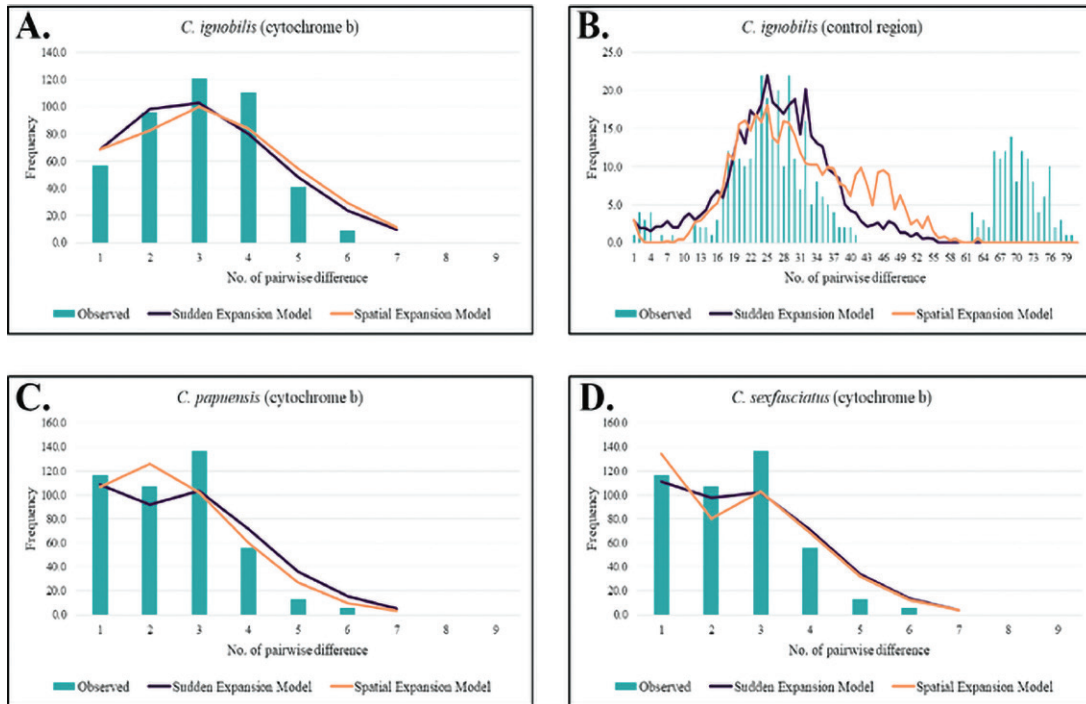 A.
C. ignobilis (cytochrome b)
140.0
120.0
100.0
80.0
60.0
40.0
20.0
0.0
Frequency
1 2 3 4 5 6 7 8 9
No. of pairwise difference
Observed Sudden Expansion Model Spatial Expansion Model
B.
C. ignobilis (control region)
25.0
20.0
15.0
10.0
5.0
0.0
Frequency
1 4 7 10 13 16 19 22 25 28 31 34 37 40 43 46 49 52 55 58 61 64 67 70 73 76 79
No. of pairwise difference
Observed Sudden Expansion Model Spatial Expansion Model
C.
C. papuensis (cytochrome b)
160.0
140.0
120.0
100.0
80.0
60.0
40.0
20.0
0.0
Frequency
1 2 3 4 5 6 7 8 9
No. of pairwise difference
Observed Sudden Expansion Model Spatial Expansion Model
D.
C. sexfasciatus (cytochrome b)
160.0
140.0
120.0
100.0
80.0
60.0
40.0
20.0
0.0
Frequency
1 2 3 4 5 6 7 8 9
No. of pairwise difference
Observed Sudden Expansion Model Spatial Expansion Model